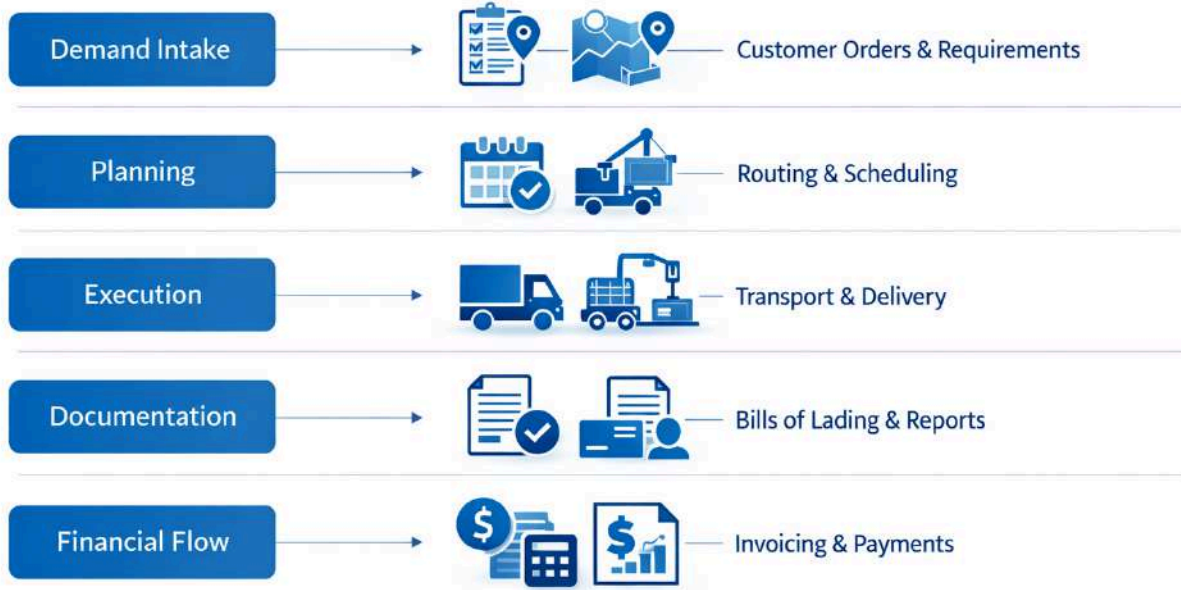 Demand Intake
Customer Orders & Requirements
Planning
Routing & Scheduling
Execution
Transport & Delivery
Documentation
Bills of Lading & Reports
Financial Flow
$
$
Invoicing & Payments